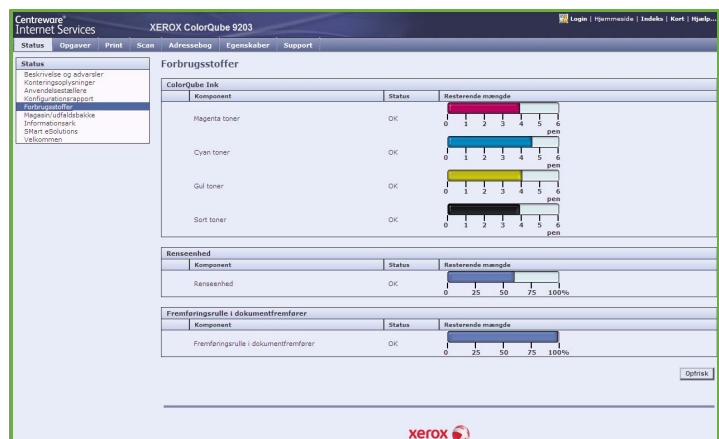 Centreware®
Internet Services
XEROX ColorQube 9203
Login | Hjemmeside | Indeks | Kort | Hjælp...
Status Opgaver Print Scan Adressebog Egenskaber Support
Status
Beskrivelse og advarsler
Konteringsoplysninger
Anvendelsestællere
Konfigurationsrapport
Forbrugsstoffer
Magasin/udfaldsbakke
Informationsark
SMart eSolutions
Velkommen
Forbrugsstoffer
ColorQube Ink
Komponent Status Resterende mængde
Magenta toner OK
0 1 2 3 4 5 6
pen
Cyan toner OK
0 1 2 3 4 5 6
pen
Gul toner OK
0 1 2 3 4 5 6
pen
Sort toner OK
0 1 2 3 4 5 6
pen
Renseenhed
Komponent Status Resterende mængde
Renseenhed OK
0 25 50 75 100%
Fremføringsrulle i dokumentfremfører
Komponent Status Resterende mængde
Fremføringsrulle i dokumentfremfører OK
0 25 50 75 100%
Opfrisk
xerox